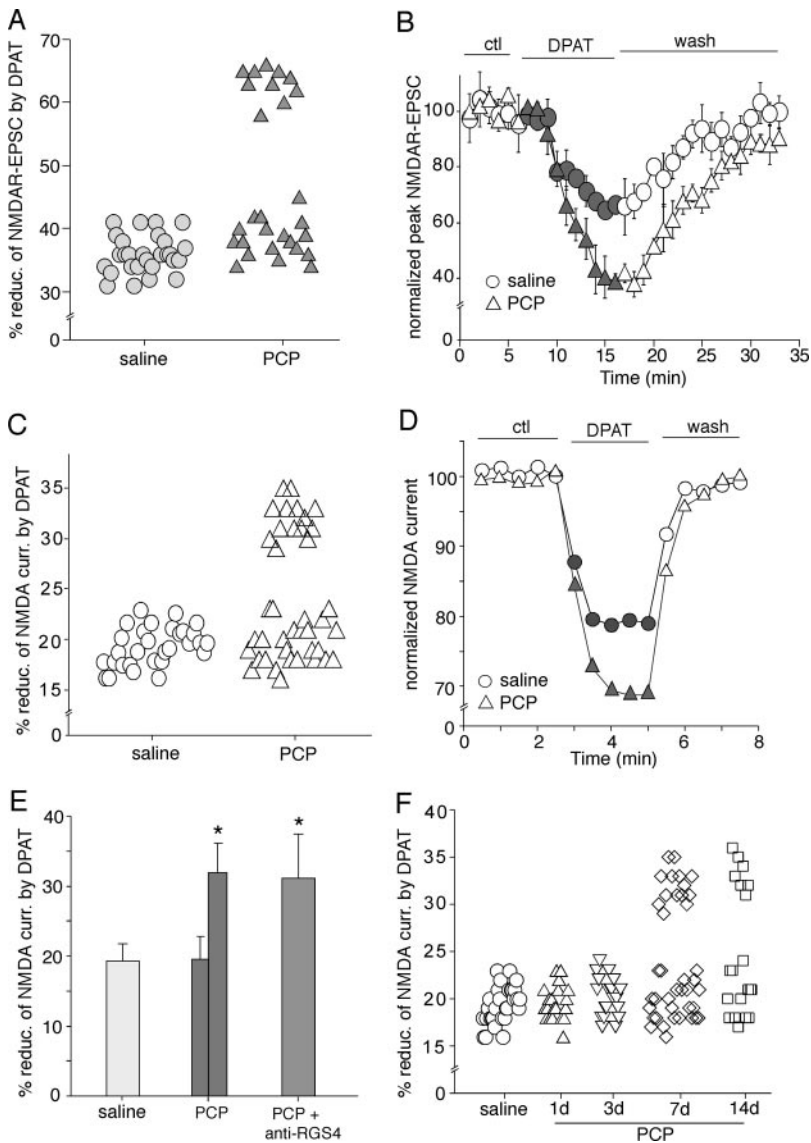 A
% reduc. of NMDAR-EPSC by DPAT
70
60
50
40
30
0
saline
PCP
B
ctl
DPAT
wash
normalized peak NMDAR-EPSC
100
80
60
40
0
saline
PCP
0 5 10 15 20 25 30 35
Time (min)
C
% reduc. of NMDA curr. by DPAT
35
30
25
20
15
0
saline
PCP
D
ctl
DPAT
wash
normalized NMDA current
100
90
80
70
0
saline
PCP
0 2 4 6 8
Time (min)
E
% reduc. of NMDA curr. by DPAT
40
30
20
10
0
* *
saline
PCP
PCP +
anti-RGS4
F
% reduc. of NMDA curr. by DPAT
40
35
30
25
20
15
0
saline
1d 3d 7d 14d
PCP